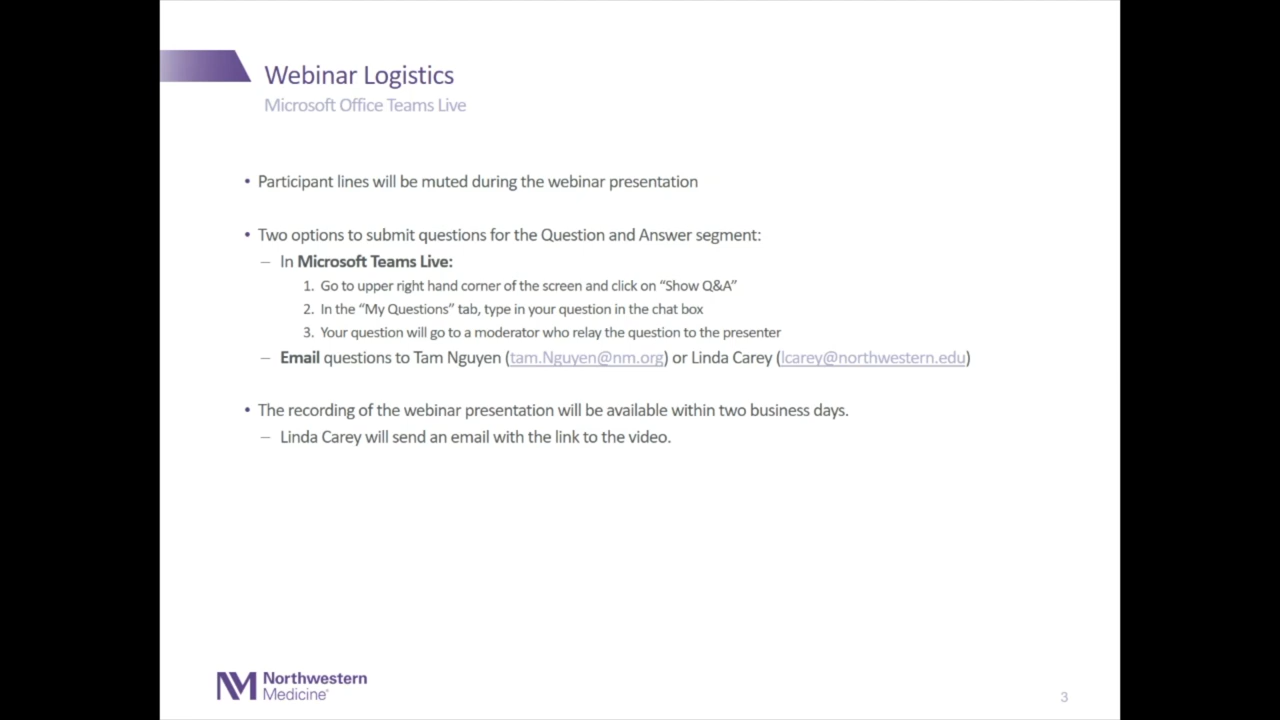 Webinar Logistics
Microsoft Office Teams Live
• Participant lines will be muted during the webinar presentation
• Two options to submit questions for the Question and Answer segment:
– In Microsoft Teams Live:
1. Go to upper right hand corner of the screen and click on “Show Q&A”
2. In the “My Questions” tab, type in your question in the chat box
3. Your question will go to a moderator who relay the question to the presenter
– Email questions to Tam Nguyen (tam.Nguyen@nm.org) or Linda Carey (lcarey@northwestern.edu)
• The recording of the webinar presentation will be available within two business days.
– Linda Carey will send an email with the link to the video.
NM Northwestern
Medicine®
3